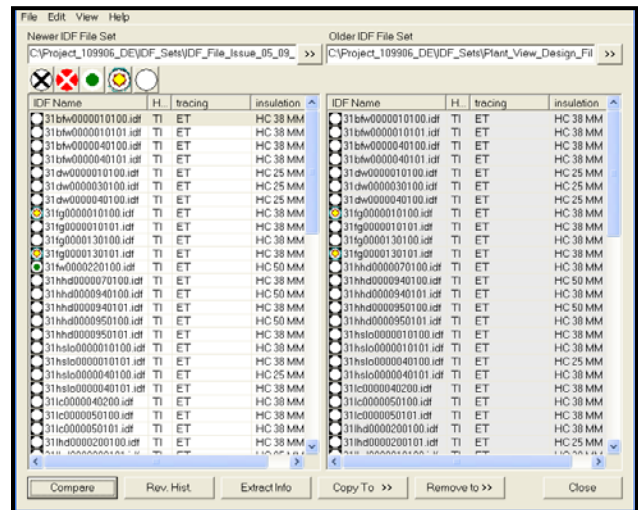 File Edit View Help
Newer IDF File Set Older IDF File Set
C:\Project_109906_DE\IDF_Sets\IDF_File_Issue_05_09_ >> C:\Project_109906_DE\IDF_Sets\Plant_View_Design_Fil >>
IDF Name H... tracing insulation IDF Name H... tracing insulation
31bfw0000010100.idf TI ET HC 38 MM 31bfw0000010100.idf TI ET HC 38 MM
31bfw0000010101.idf TI ET HC 38 MM 31bfw0000010101.idf TI ET HC 38 MM
31bfw0000040100.idf TI ET HC 38 MM 31bfw0000040100.idf TI ET HC 38 MM
31bfw0000040101.idf TI ET HC 38 MM 31bfw0000040101.idf TI ET HC 38 MM
31dw0000010100.idf TI ET HC 25 MM 31dw0000010100.idf TI ET HC 25 MM
31dw0000030100.idf TI ET HC 25 MM 31dw0000030100.idf TI ET HC 25 MM
31dw0000040100.idf TI ET HC 25 MM 31dw0000040100.idf TI ET HC 25 MM
31fg0000010100.idf TI ET HC 38 MM 31fg0000010100.idf TI ET HC 38 MM
31fg0000010101.idf TI ET HC 38 MM 31fg0000010101.idf TI ET HC 38 MM
31fg0000130100.idf TI ET HC 38 MM 31fg0000130100.idf TI ET HC 38 MM
31fg0000130101.idf TI ET HC 38 MM 31fg0000130101.idf TI ET HC 38 MM
31fw0000220100.idf TI ET HC 50 MM 31hhd0000070100.idf TI ET HC 38 MM
31hhd0000070100.idf TI ET HC 38 MM 31hhd0000940100.idf TI ET HC 50 MM
31hhd0000940100.idf TI ET HC 50 MM 31hhd0000940101.idf TI ET HC 38 MM
31hhd0000940101.idf TI ET HC 38 MM 31hhd0000950100.idf TI ET HC 50 MM
31hhd0000950100.idf TI ET HC 50 MM 31hhd0000950101.idf TI ET HC 38 MM
31hhd0000950101.idf TI ET HC 38 MM 31hslo0000010100.idf TI ET HC 38 MM
31hslo0000010100.idf TI ET HC 38 MM 31hslo0000010101.idf TI ET HC 38 MM
31hslo0000010101.idf TI ET HC 38 MM 31hslo0000040100.idf TI ET HC 25 MM
31hslo0000040100.idf TI ET HC 25 MM 31hslo0000040101.idf TI ET HC 38 MM
31hslo0000040101.idf TI ET HC 38 MM 31lc0000040200.idf TI ET HC 38 MM
31lc0000040200.idf TI ET HC 38 MM 31lc0000050100.idf TI ET HC 38 MM
31lc0000050100.idf TI ET HC 38 MM 31lc0000050101.idf TI ET HC 38 MM
31lc0000050101.idf TI ET HC 38 MM 31lhd0000200100.idf TI ET HC 38 MM
31lhd0000200100.idf TI ET HC 38 MM 31lhd0000200101.idf TI ET HC 25 MM
Compare Rev. Hist. Extract Info Copy To >> Remove to >> Close